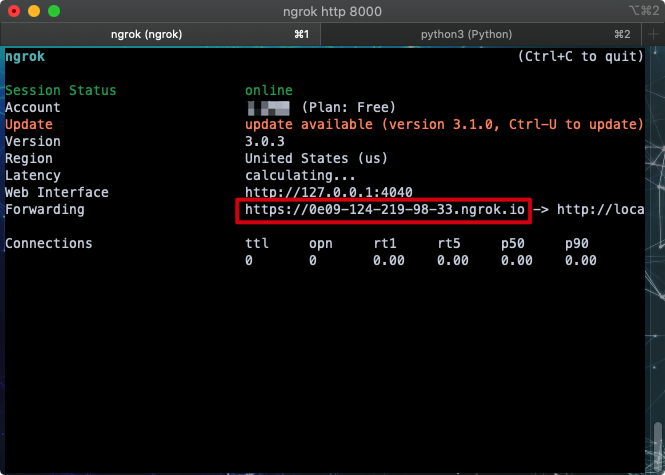 ngrok http 8000
⌥⌘2
ngrok (ngrok) ⌘1 python3 (Python) ⌘2 +
ngrok (Ctrl+C to quit)
Session Status online
Account (Plan: Free)
Update update available (version 3.1.0, Ctrl-U to update)
Version 3.0.3
Region United States (us)
Latency calculating...
Web Interface http://127.0.0.1:4040
Forwarding https://0e09-124-219-98-33.ngrok.io -> http://loca
Connections ttl opn rt1 rt5 p50 p90
0 0 0.00 0.00 0.00 0.00